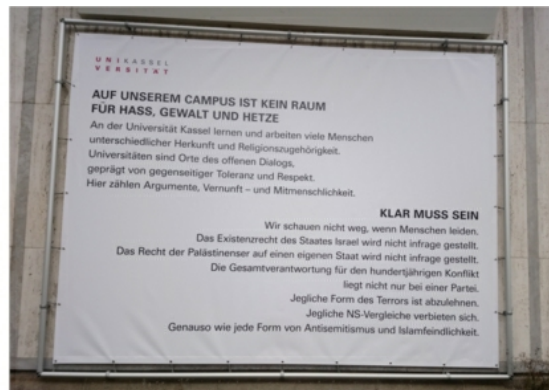 UNIKASSEL
VERSITÄT
AUF UNSEREM CAMPUS IST KEIN RAUM
FÜR HASS, GEWALT UND HETZE
An der Universität Kassel lernen und arbeiten viele Menschen
unterschiedlicher Herkunft und Religionszugehörigkeit.
Universitäten sind Orte des offenen Dialogs,
geprägt von gegenseitiger Toleranz und Respekt.
Hier zählen Argumente, Vernunft – und Mitmenschlichkeit.
KLAR MUSS SEIN
Wir schauen nicht weg, wenn Menschen leiden.
Das Existenzrecht des Staates Israel wird nicht infrage gestellt.
Das Recht der Palästinenser auf einen eigenen Staat wird nicht infrage gestellt.
Die Gesamtverantwortung für den hundertjährigen Konflikt
liegt nicht nur bei einer Partei.
Jegliche Form des Terrors ist abzulehnen.
Jegliche NS-Vergleiche verbieten sich.
Genauso wie jede Form von Antisemitismus und Islamfeindlichkeit.